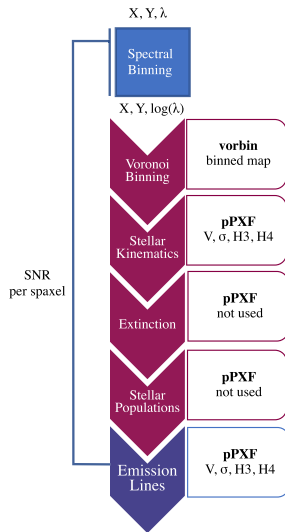 X, Y, λ
Spectral
Binning
X, Y, log(λ)
Voronoi
Binning
vorbin
binned map
Stellar
Kinematics
pPXF
V, σ, H3, H4
SNR
per spaxel
Extinction
pPXF
not used
Stellar
Populations
pPXF
not used
Emission
Lines
pPXF
V, σ, H3, H4